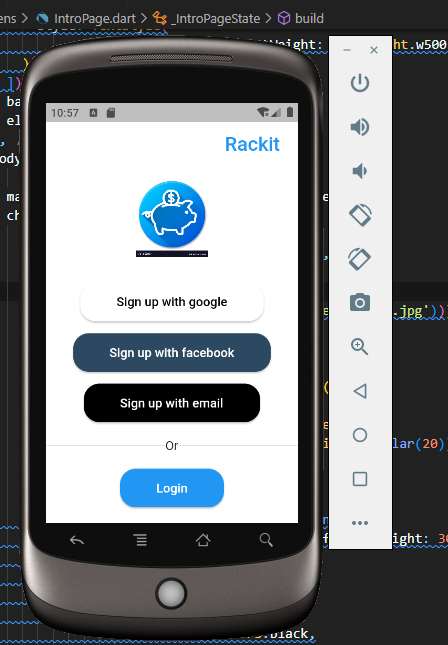 ens > IntroPage.dart > _IntroPageState > build
Weight: ht.w500
)
])
10:57 A
ba
el
Rackit
ody
ma e
ch
,
Sign up with google
e .jpg'))
Sign up with facebook
(
Sign up with email
e
i lar(20)
Or
Login
n
f ight: 30
.black,